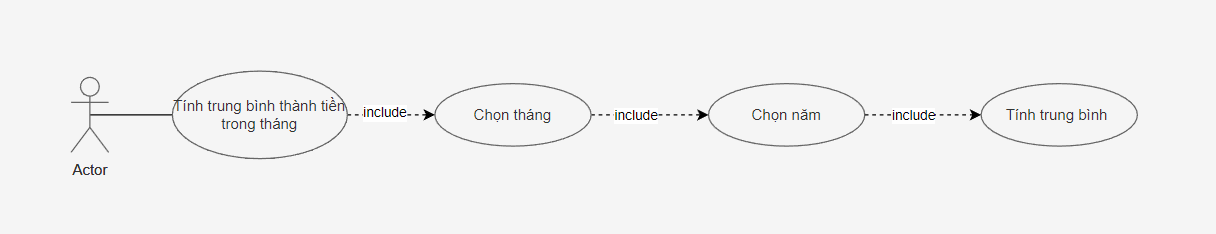 Tính trung bình thành tiền
trong tháng
include
Chọn tháng
include
Chọn năm
include
Tính trung bình
Actor